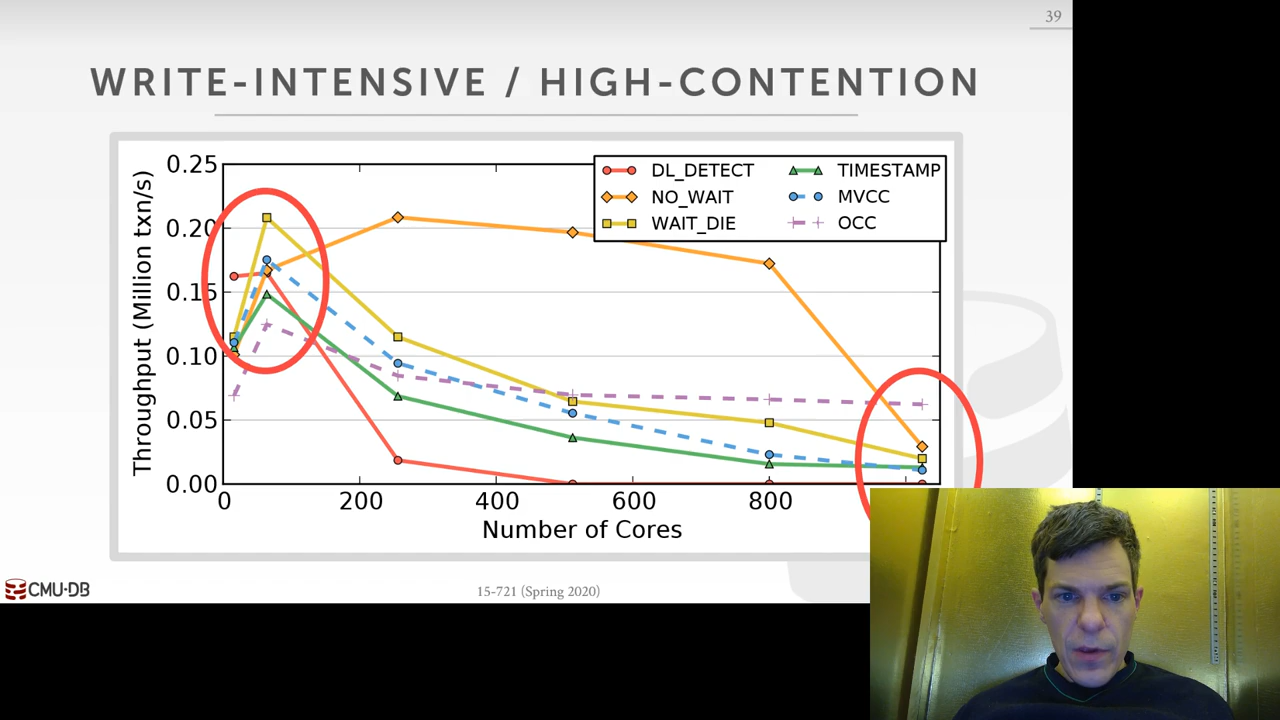 39
WRITE-INTENSIVE / HIGH-CONTENTION
Throughput (Million txn/s)
0.25
0.20
0.15
0.10
0.05
0.00
DL_DETECT
NO_WAIT
WAIT_DIE
TIMESTAMP
MVCC
OCC
0 200 400 600 800
Number of Cores
CMU·DB
15-721 (Spring 2020)